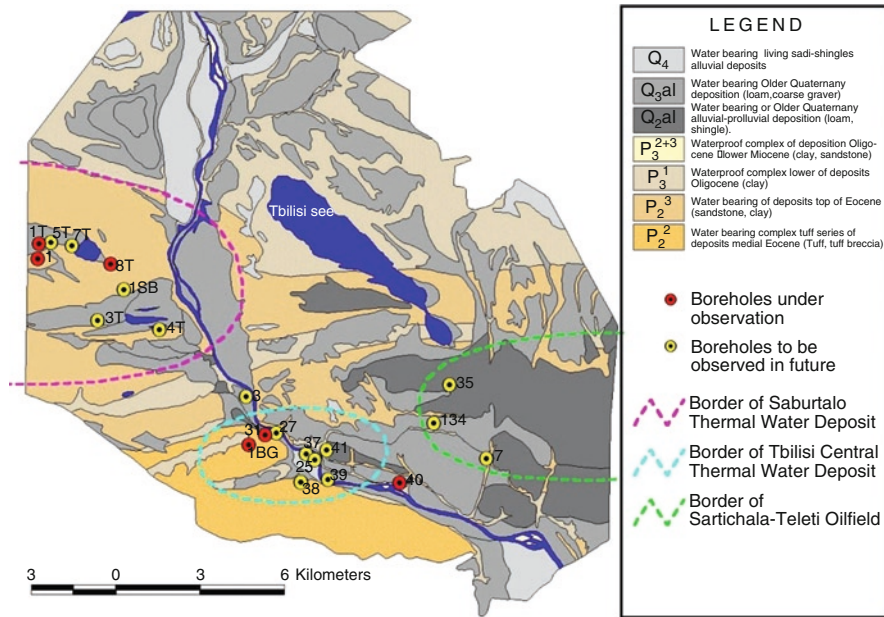 Tbilisi see
1T
5T
7T
1
8T
1SB
3T
4T
3
35
134
31
27
1BG
37
41
7
25
38
39
40
3 0 3 6 Kilometers
LEGEND
Q4
Water bearing living sadi-shingles
alluvial deposits
Q3al
Water bearing Older Quaternany
deposition (loam,coarse graver)
Q2al
Water bearing or Older Quaternany
alluvial-prolluvial deposition (loam,
shingle).
P3 2+3
Waterproof complex of deposition Oligo-
cene Lower Miocene (clay, sandstone)
P3 1
Waterproof complex lower of deposits
Oligocene (clay)
P2 3
Water bearing of deposits top of Eocene
(sandstone, clay)
P2 2
Water bearing complex tuff series of
deposits medial Eocene (Tuff, tuff breccia)
Boreholes under
observation
Boreholes to be
observed in future
Border of Saburtalo
Thermal Water Deposit
Border of Tbilisi Central
Thermal Water Deposit
Border of
Sartichala-Teleti Oilfield